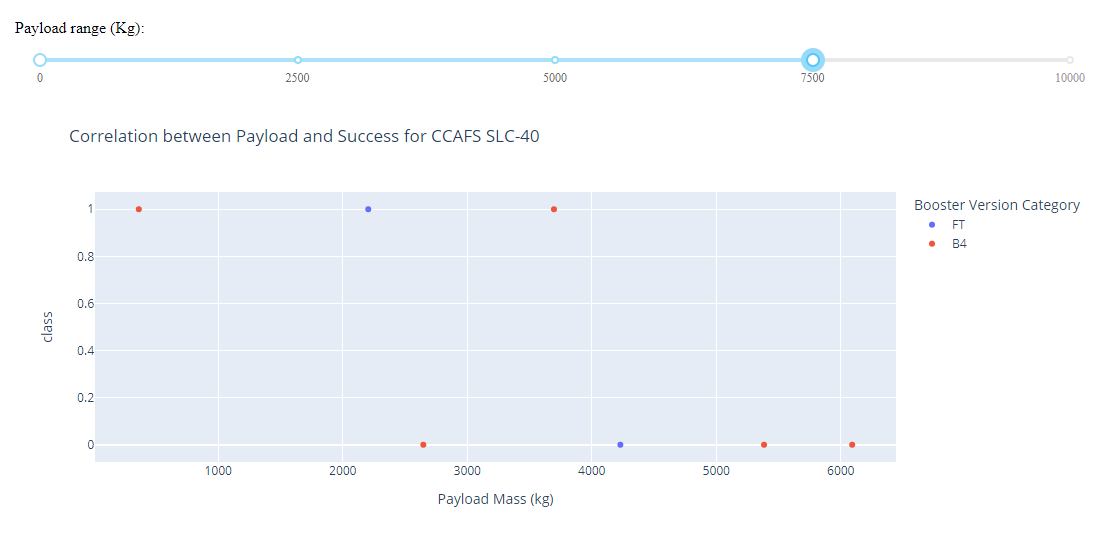 Payload range (Kg):
0 2500 5000 7500 10000
Correlation between Payload and Success for CCAFS SLC-40
Booster Version Category
FT
B4
1
0.8
0.6
0.4
0.2
0
class
1000 2000 3000 4000 5000 6000
Payload Mass (kg)